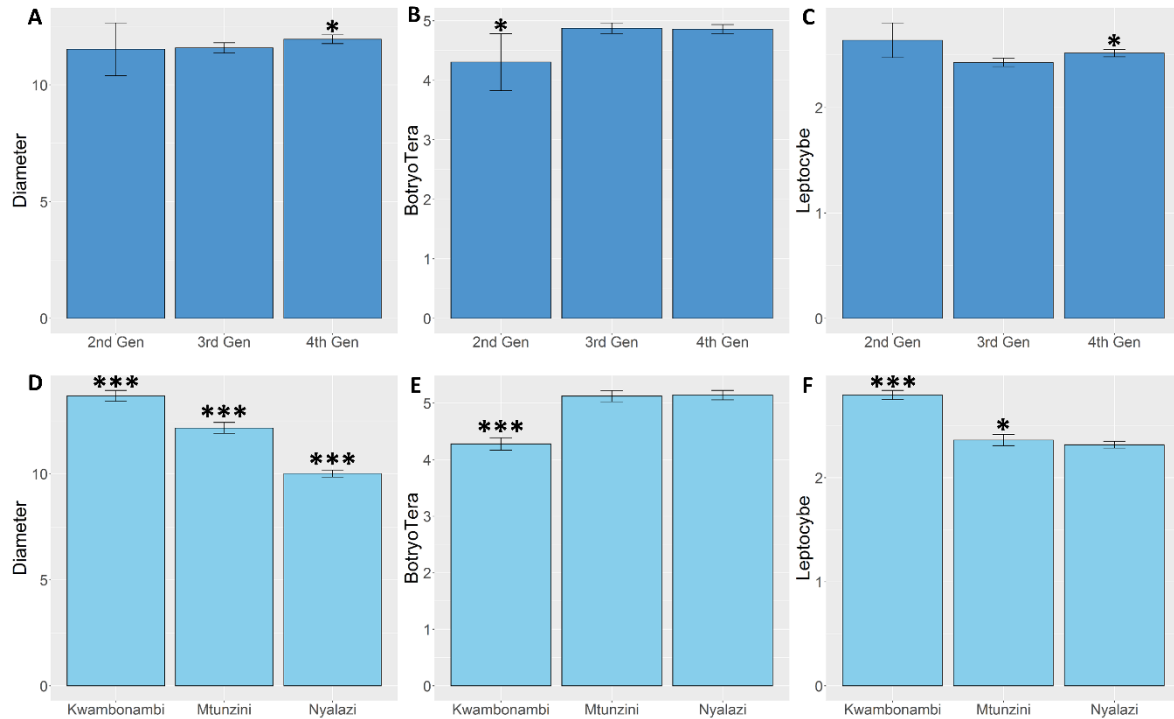 A
Diameter
10
5
0
*
2nd Gen
3rd Gen
4th Gen
B
BotryoTera
5
4
3
2
1
0
*
2nd Gen
3rd Gen
4th Gen
C
Leptocybe
2
1
0
*
2nd Gen
3rd Gen
4th Gen
D
Diameter
10
5
0
***
***
***
Kwambonambi
Mtunzini
Nyalazi
E
BotryoTera
5
4
3
2
1
0
***
Kwambonambi
Mtunzini
Nyalazi
F
Leptocybe
2
1
0
***
*
Kwambonambi
Mtunzini
Nyalazi